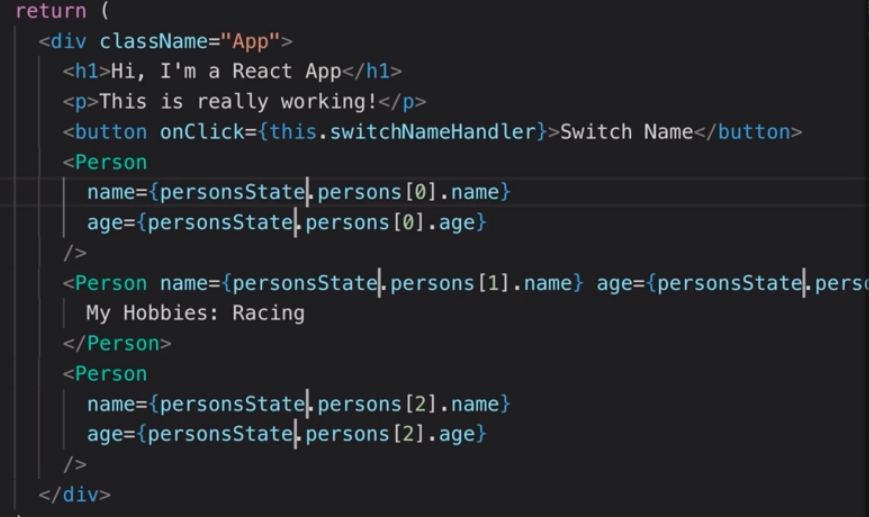 return (
<div className="App">
<h1>Hi, I'm a React App</h1>
<p>This is really working!</p>
<button onClick={this.switchNameHandler}>Switch Name</button>
<Person
name={personsState.persons[0].name}
age={personsState.persons[0].age}
/>
<Person name={personsState.persons[1].name} age={personsState.perso
My Hobbies: Racing
</Person>
<Person
name={personsState.persons[2].name}
age={personsState.persons[2].age}
/>
</div>